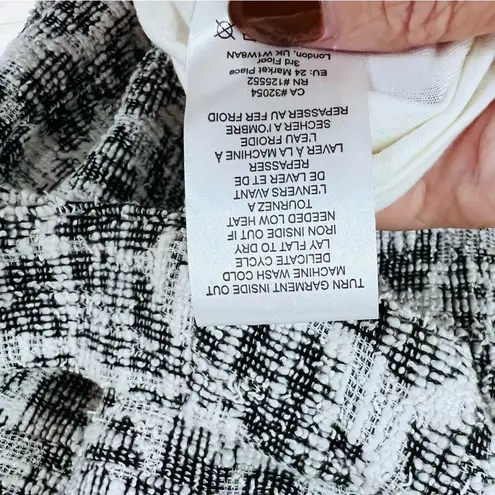 TURN GARMENT INSIDE OUT
MACHINE WASH COLD
DELICATE CYCLE
LAY FLAT TO DRY
IRON INSIDE OUT IF
NEEDED LOW HEAT
TOURNEZ A
L'ENVERS AVANT
DE LAVER ET DE
REPASSER
LAVER À LA MACHINE À
L'EAU FROIDE
SÉCHER A l'OMBRE
REPASSER AU FER FROID
CA #32054
RN #125552
EU: 24 Market Place
3rd Floor
London, UK W1W8AN